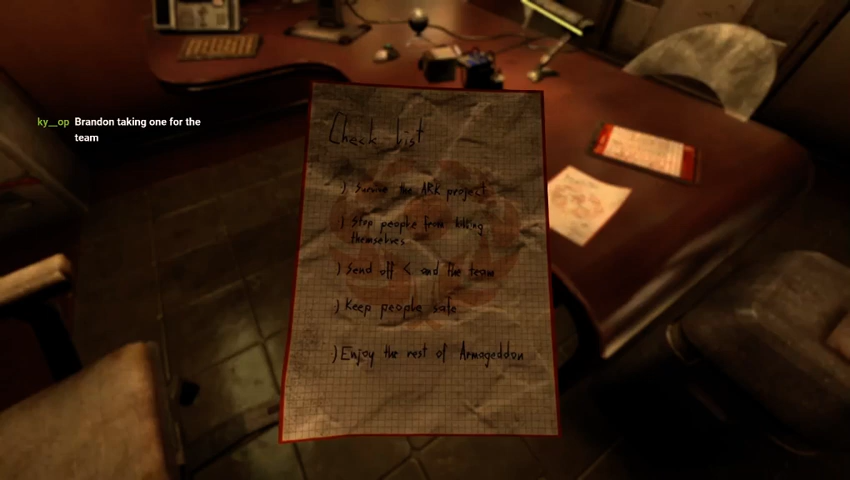 ky__op Brandon taking one for the
team
Check list
) Survive the ARK project
) Stop people from killing
themselves
) Send off < and the team
) Keep people safe
) Enjoy the rest of Armageddon